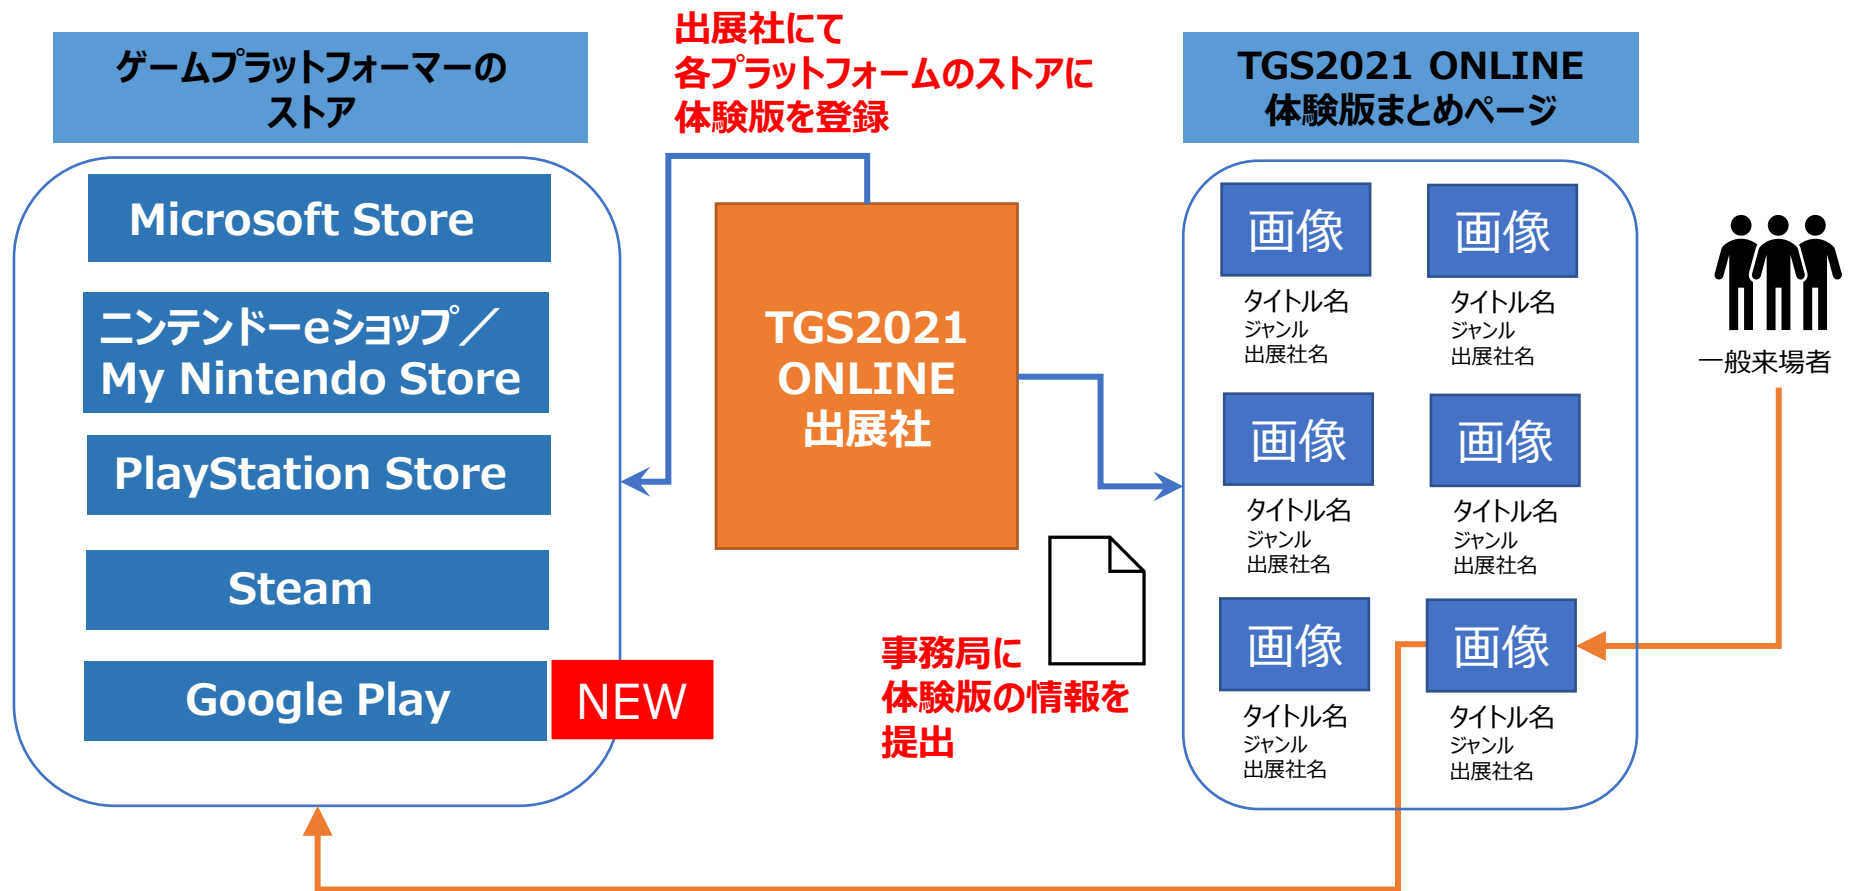 ゲームプラットフォーマーの
ストア
Microsoft Store
ニンテンドーeショップ／
My Nintendo Store
PlayStation Store
Steam
Google Play
NEW
出展社にて
各プラットフォームのストアに
体験版を登録
TGS2021
ONLINE
出展社
事務局に
体験版の情報を
提出
TGS2021 ONLINE
体験版まとめページ
画像
タイトル名
ジャンル
出展社名
画像
タイトル名
ジャンル
出展社名
画像
タイトル名
ジャンル
出展社名
画像
タイトル名
ジャンル
出展社名
画像
タイトル名
ジャンル
出展社名
画像
タイトル名
ジャンル
出展社名
一般来場者